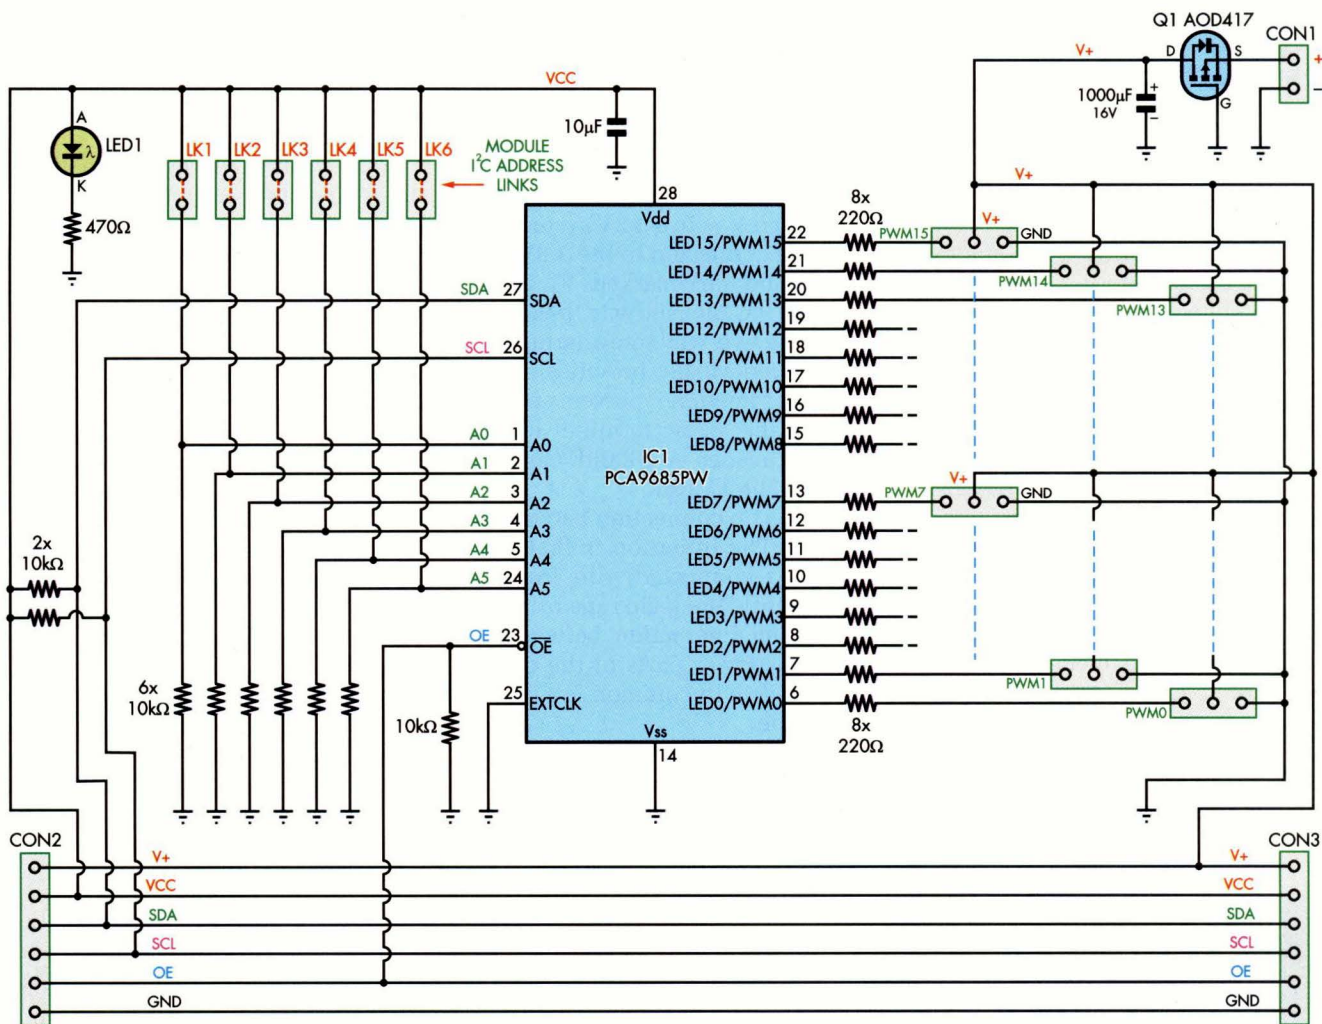 Q1 AOD417
CON1
V+
D
S
G
+
–
1000µF
16V
+
–
VCC
10µF
A
LED1
λ
K
470Ω
LK1
LK2
LK3
LK4
LK5
LK6
MODULE
I²C ADDRESS
LINKS
V+
28
Vdd
8x
220Ω
LED15/PWM15
22
PWM15
V+
GND
LED14/PWM14
21
PWM14
SDA
27
SDA
LED13/PWM13
20
PWM13
LED12/PWM12
19
SCL
26
SCL
LED11/PWM11
18
LED10/PWM10
17
LED9/PWM9
16
A0
1
A0
LED8/PWM8
15
IC1
PCA9685PW
A1
2
A1
A2
3
A2
LED7/PWM7
13
PWM7
V+
GND
A3
4
A3
LED6/PWM6
12
A4
5
A4
LED5/PWM5
11
A5
24
A5
LED4/PWM4
10
2x
10kΩ
LED3/PWM3
9
OE
23
OE
LED2/PWM2
8
LED1/PWM1
7
PWM1
6x
10kΩ
25
EXTCLK
LED0/PWM0
6
PWM0
10kΩ
8x
220Ω
Vss
14
CON2
CON3
V+
V+
VCC
VCC
SDA
SDA
SCL
SCL
OE
OE
GND
GND